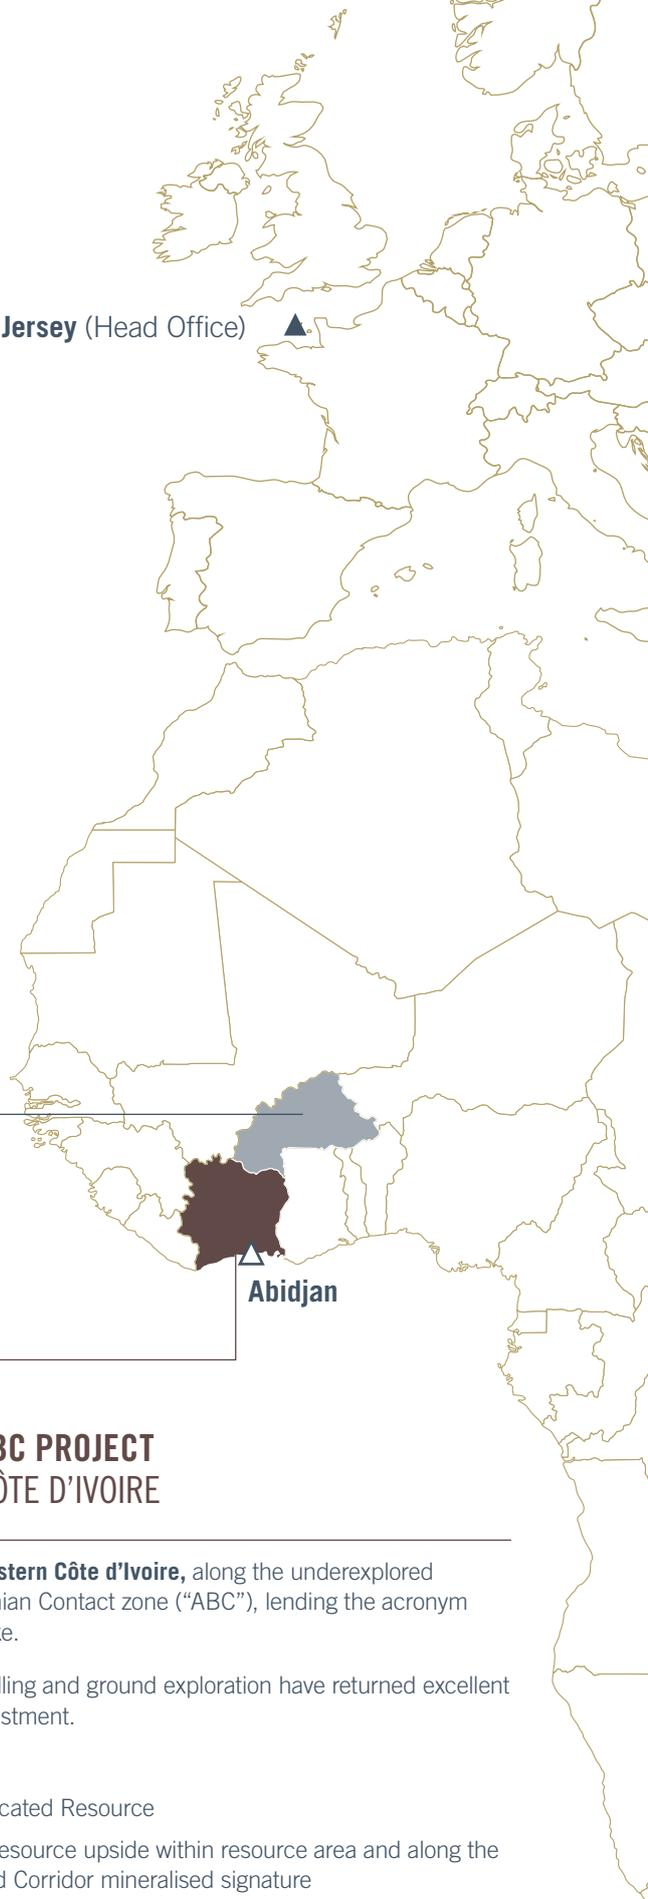 Jersey (Head Office)
Abidjan
BC PROJECT
ÔTE D'IVOIRE
stern Côte d'Ivoire, along the underexplored
ian Contact zone (“ABC”), lending the acronym
e.
lling and ground exploration have returned excellent
stment.
cated Resource
esource upside within resource area and along the
d Corridor mineralised signature